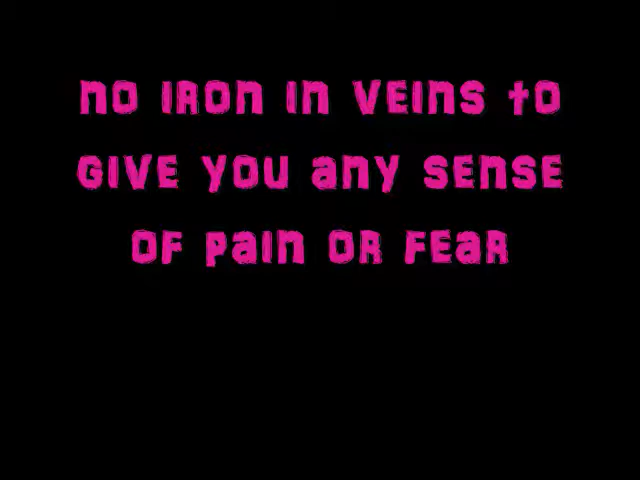 no IRon In VEIns to
GIVE YOU any SEnSE
OF paIn OR FEaR